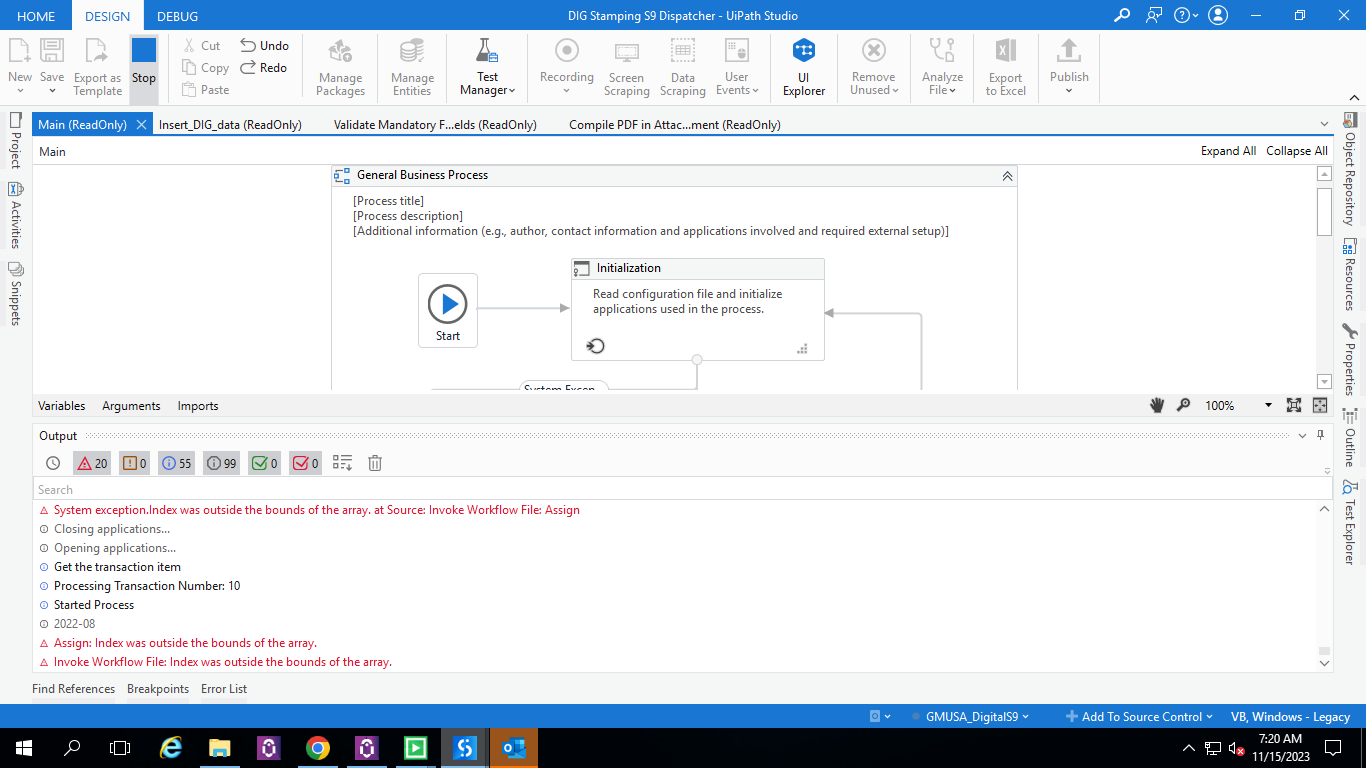 HOME DESIGN DEBUG DIG Stamping S9 Dispatcher - UiPath Studio
New Save Export as Template Stop
Cut Undo
Copy Redo
Paste
Manage Packages Manage Entities Test Manager Recording Screen Scraping Data Scraping User Events UI Explorer Remove Unused Analyze File Export to Excel Publish
Main (ReadOnly) Insert_DIG_data (ReadOnly) Validate Mandatory F...elds (ReadOnly) Compile PDF in Attac...ment (ReadOnly)
Main Expand All Collapse All
Project
Activities
Snippets
General Business Process
[Process title]
[Process description]
[Additional information (e.g., author, contact information and applications involved and required external setup)]
Initialization
Read configuration file and initialize
applications used in the process.
Start
System Excep
Object Repository
Resources
Properties
Outline
Test Explorer
Variables Arguments Imports 100%
Output
20 0 55 99 0 0
Search
System exception.Index was outside the bounds of the array. at Source: Invoke Workflow File: Assign
Closing applications...
Opening applications...
Get the transaction item
Processing Transaction Number: 10
Started Process
2022-08
Assign: Index was outside the bounds of the array.
Invoke Workflow File: Index was outside the bounds of the array.
Find References Breakpoints Error List
GMUSA_DigitalS9 Add To Source Control VB, Windows - Legacy
7:20 AM
11/15/2023